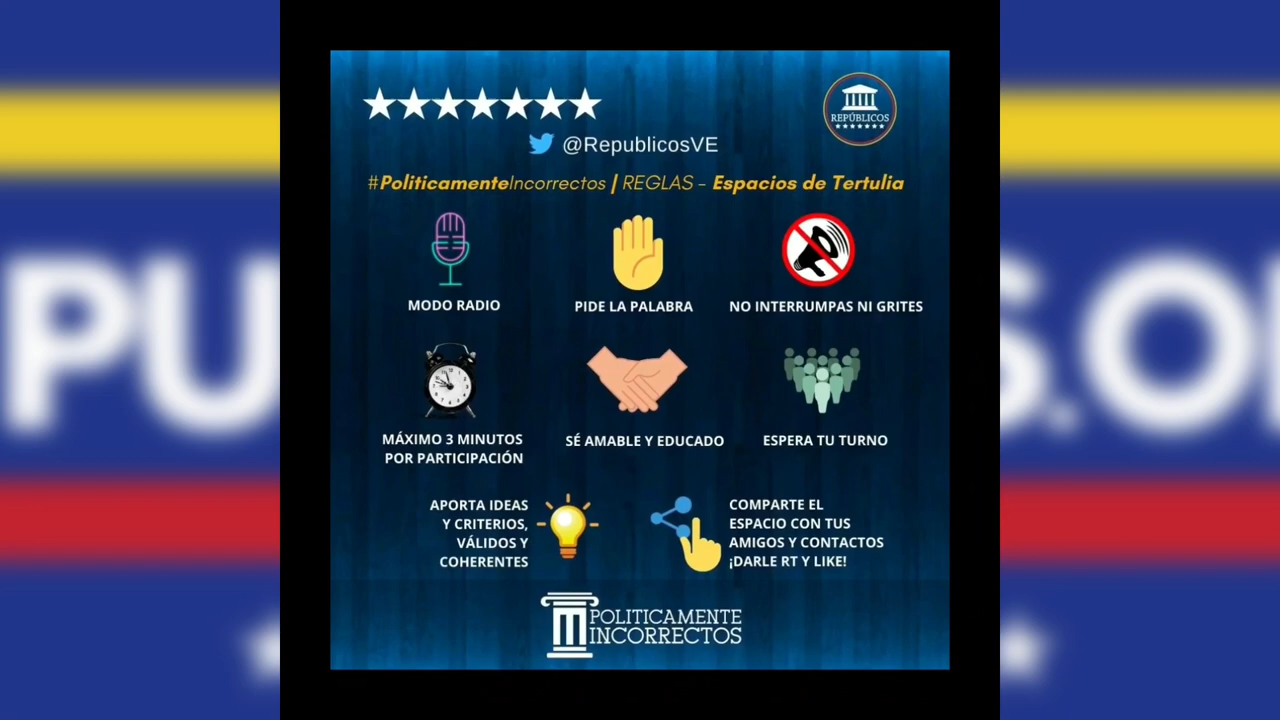 REPÚBLICOS
@RepublicosVE
#PoliticamenteIncorrectos | REGLAS - Espacios de Tertulia
MODO RADIO
PIDE LA PALABRA
NO INTERRUMPAS NI GRITES
MÁXIMO 3 MINUTOS
POR PARTICIPACIÓN
SÉ AMABLE Y EDUCADO
ESPERA TU TURNO
APORTA IDEAS
Y CRITERIOS,
VÁLIDOS Y
COHERENTES
COMPARTE EL
ESPACIO CON TUS
AMIGOS Y CONTACTOS
¡DARLE RT Y LIKE!
POLITICAMENTE
INCORRECTOS
PU
S.O